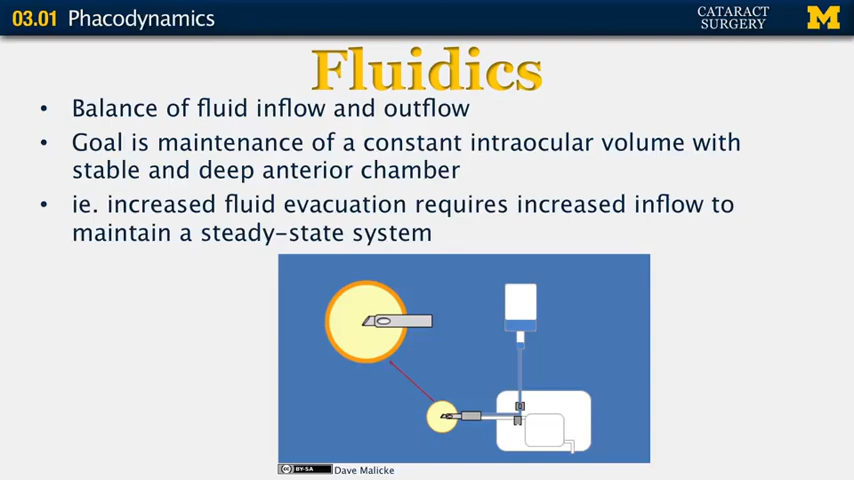 03.01 Phacodynamics
CATARACT
SURGERY
M
Fluidics
• Balance of fluid inflow and outflow
• Goal is maintenance of a constant intraocular volume with
stable and deep anterior chamber
• ie. increased fluid evacuation requires increased inflow to
maintain a steady-state system
cc BY-SA Dave Malicke